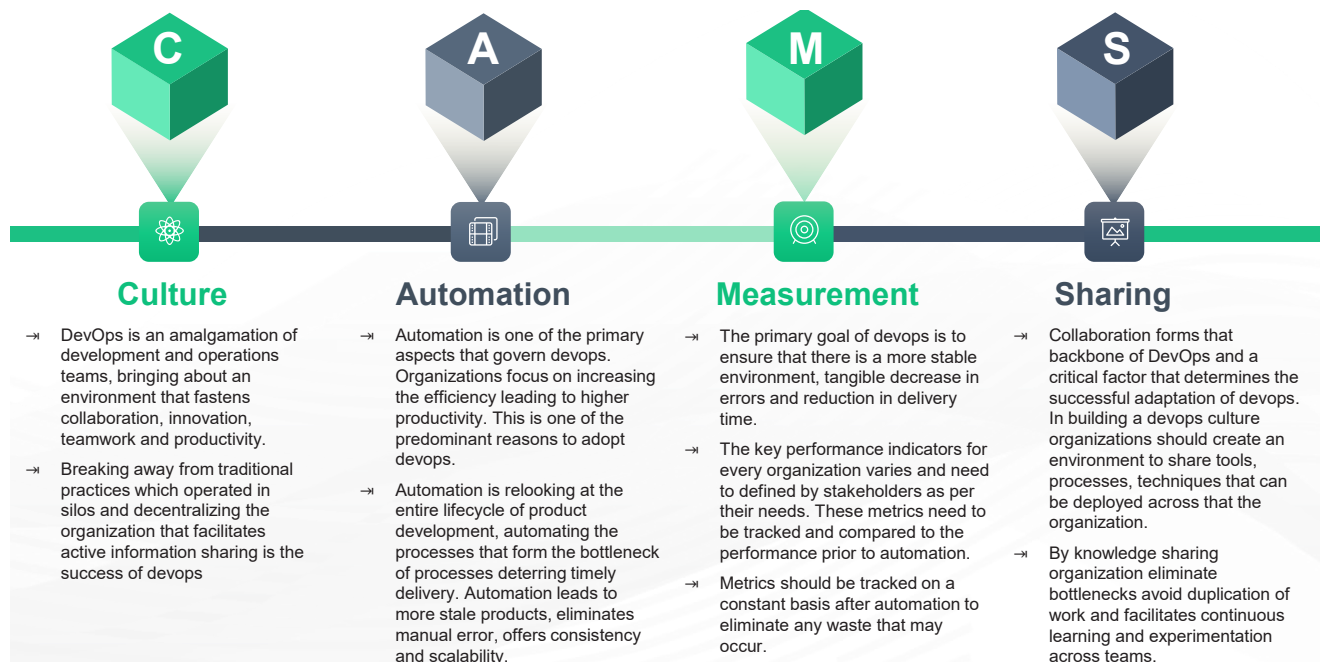 C
A
M
S
Culture
→ DevOps is an amalgamation of
development and operations
teams, bringing about an
environment that fastens
collaboration, innovation,
teamwork and productivity.
→ Breaking away from traditional
practices which operated in
silos and decentralizing the
organization that facilitates
active information sharing is the
success of devops
Automation
→ Automation is one of the primary
aspects that govern devops.
Organizations focus on increasing
the efficiency leading to higher
productivity. This is one of the
predominant reasons to adopt
devops.
→ Automation is relooking at the
entire lifecycle of product
development, automating the
processes that form the bottleneck
of processes deterring timely
delivery. Automation leads to
more stale products, eliminates
manual error, offers consistency
and scalability.
Measurement
→ The primary goal of devops is to
ensure that there is a more stable
environment, tangible decrease in
errors and reduction in delivery
time.
→ The key performance indicators for
every organization varies and need
to defined by stakeholders as per
their needs. These metrics need to
be tracked and compared to the
performance prior to automation.
→ Metrics should be tracked on a
constant basis after automation to
eliminate any waste that may
occur.
Sharing
→ Collaboration forms that
backbone of DevOps and a
critical factor that determines the
successful adaptation of devops.
In building a devops culture
organizations should create an
environment to share tools,
processes, techniques that can
be deployed across that the
organization.
→ By knowledge sharing
organization eliminate
bottlenecks avoid duplication of
work and facilitates continuous
learning and experimentation
across teams.